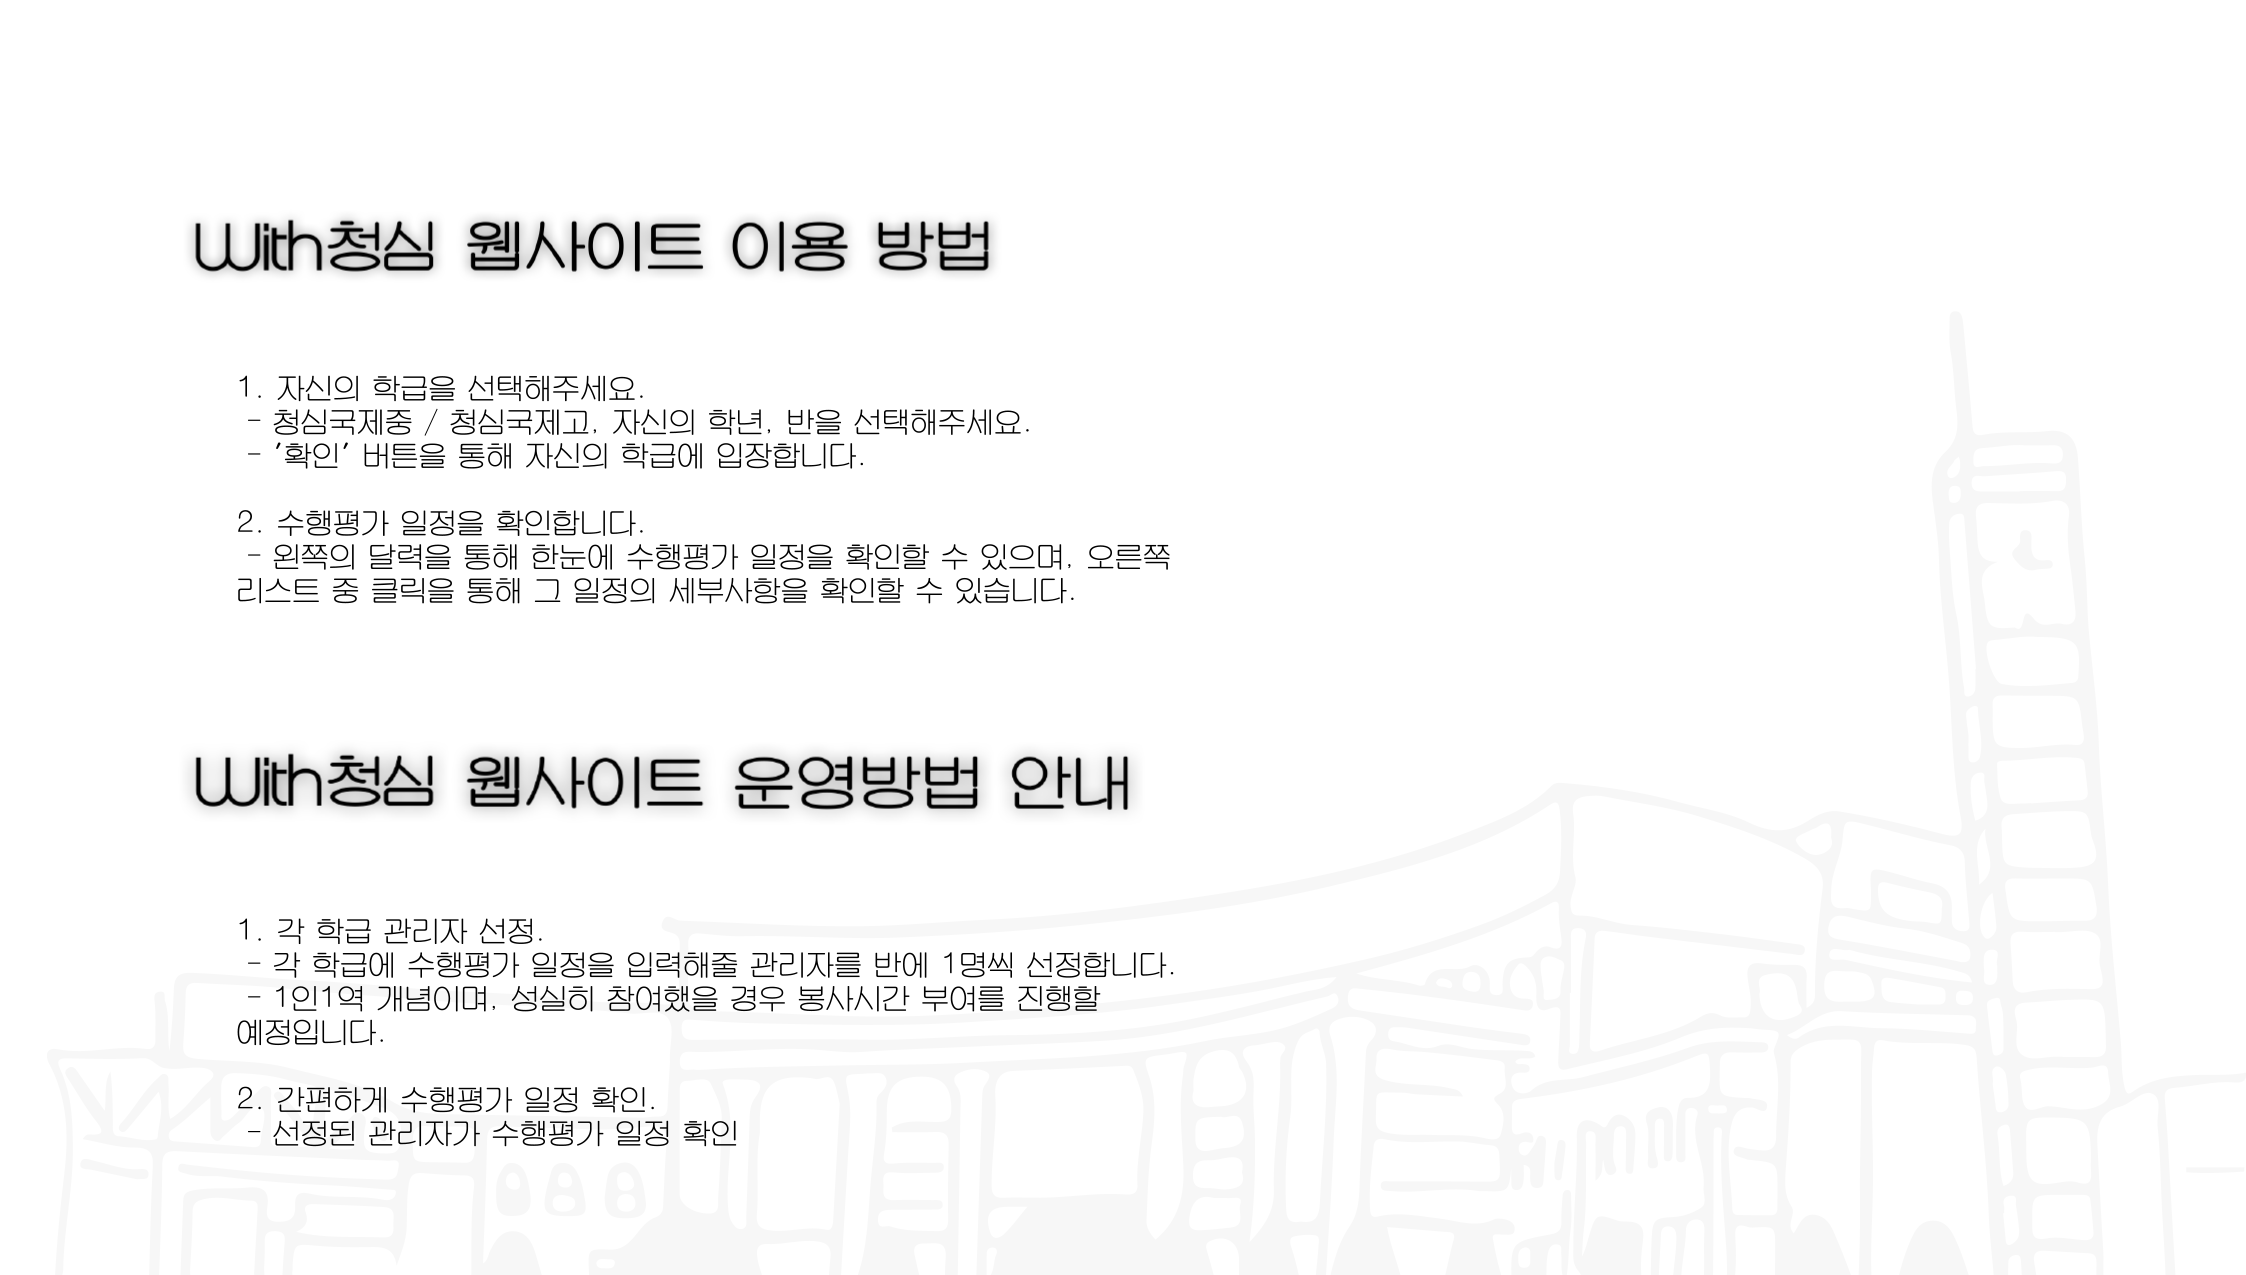 With청심 웹사이트 이용 방법
1. 자신의 학급을 선택해주세요.
- 청심국제중 / 청심국제고, 자신의 학년, 반을 선택해주세요.
- '확인' 버튼을 통해 자신의 학급에 입장합니다.
2. 수행평가 일정을 확인합니다.
- 왼쪽의 달력을 통해 한눈에 수행평가 일정을 확인할 수 있으며, 오른쪽
리스트 중 클릭을 통해 그 일정의 세부사항을 확인할 수 있습니다.
With청심 웹사이트 운영방법 안내
1. 각 학급 관리자 선정.
- 각 학급에 수행평가 일정을 입력해줄 관리자를 반에 1명씩 선정합니다.
- 1인1역 개념이며, 성실히 참여했을 경우 봉사시간 부여를 진행할
예정입니다.
2. 간편하게 수행평가 일정 확인.
- 선정된 관리자가 수행평가 일정 확인